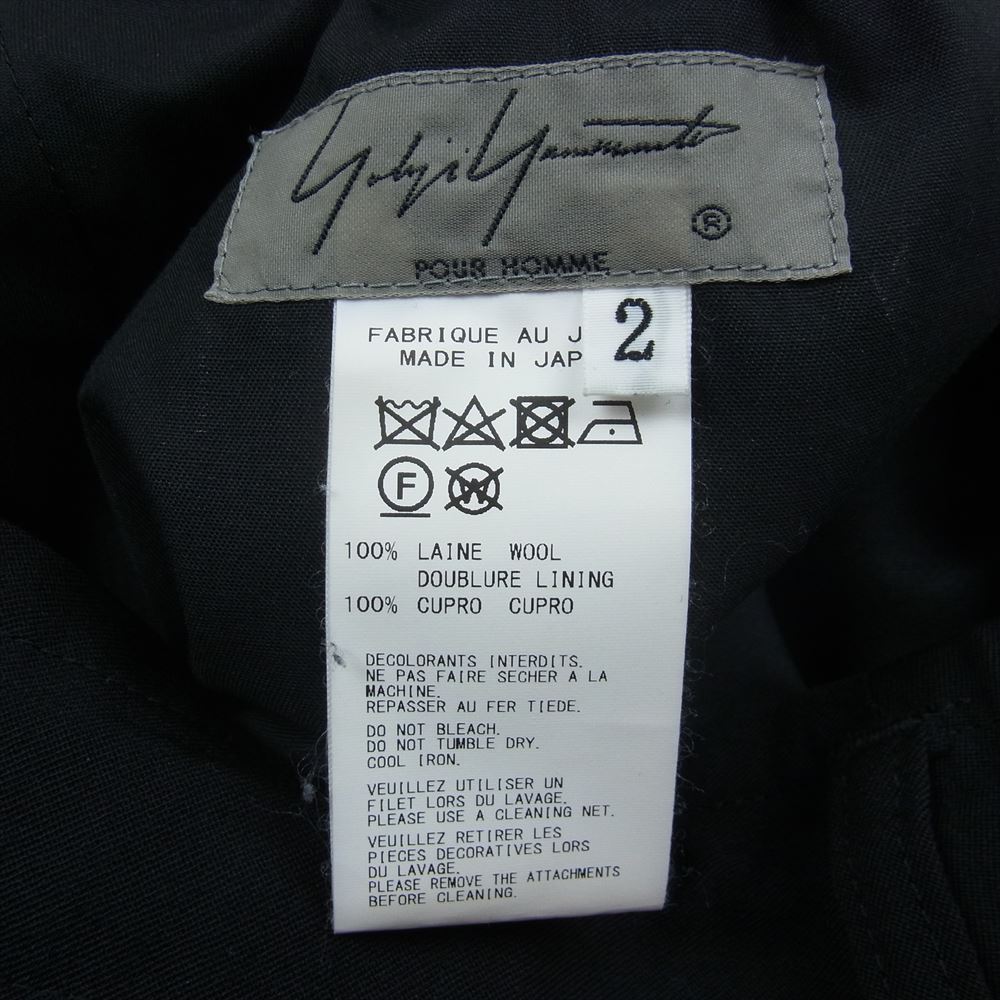 Yohji Yamamoto
®
POUR HOMME
2
FABRIQUE AU J
MADE IN JAP
F W
100% LAINE WOOL
DOUBLURE LINING
100% CUPRO CUPRO
DECOLORANTS INTERDITS.
NE PAS FAIRE SECHER A LA
MACHINE.
REPASSER AU FER TIEDE.
DO NOT BLEACH.
DO NOT TUMBLE DRY.
COOL IRON.
VEUILLEZ UTILISER UN
FILET LORS DU LAVAGE.
PLEASE USE A CLEANING NET.
VEUILLEZ RETIRER LES
PIECES DECORATIVES LORS
DU LAVAGE.
PLEASE REMOVE THE ATTACHMENTS
BEFORE CLEANING.